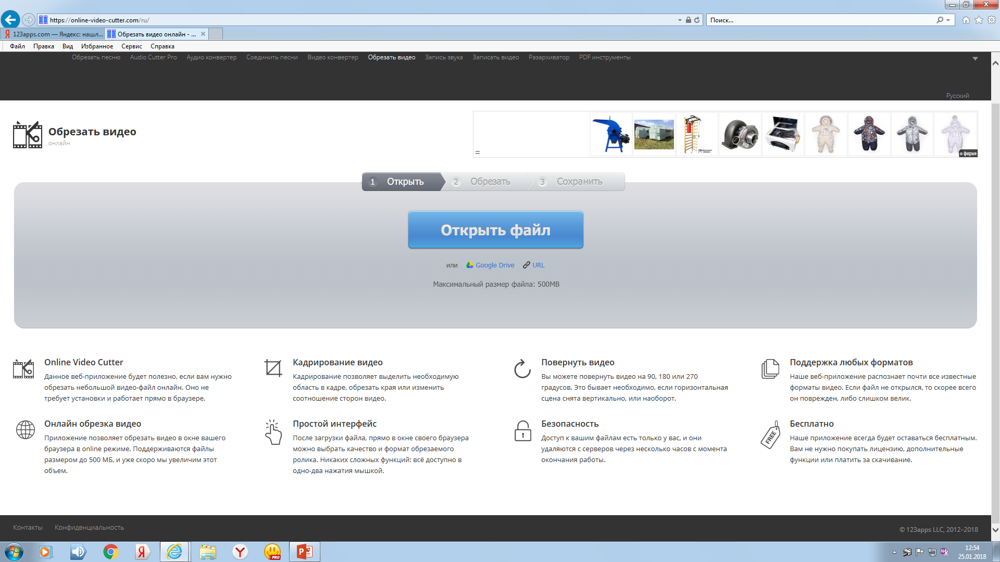 https://online-video-cutter.com/ru/
Поиск...
123apps.com — Яндекс: нашл...
Обрезать видео онлайн - ...
Файл Правка Вид Избранное Сервис Справка
Обрезать песню Audio Cutter Pro Аудио конвертер Соединить песни Видео конвертер Обрезать видео Запись звука Записать видео Разархиватор PDF инструменты
Русский
Обрезать видео
онлайн
о фирме
1 Открыть 2 Обрезать 3 Сохранить
Открыть файл
или Google Drive URL
Максимальный размер файла: 500MB
Online Video Cutter
Данное веб-приложение будет полезно, если вам нужно
обрезать небольшой видео-файл онлайн. Оно не
требует установки и работает прямо в браузере.
Кадрирование видео
Кадрирование позволяет выделить необходимую
область в кадре, обрезать края или изменить
соотношение сторон видео.
Повернуть видео
Вы можете повернуть видео на 90, 180 или 270
градусов. Это бывает необходимо, если горизонтальная
сцена снята вертикально, или наоборот.
Поддержка любых форматов
Наше веб-приложение распознает почти все известные
форматы видео. Если файл не открылся, то скорее всего
он поврежден, либо слишком велик.
Онлайн обрезка видео
Приложение позволяет обрезать видео в окне вашего
браузера в online режиме. Поддерживаются файлы
размером до 500 МБ, и уже скоро мы увеличим этот
объем.
Простой интерфейс
После загрузки файла, прямо в окне своего браузера
можно выбрать качество и формат обрезаемого
ролика. Никаких сложных функций: всё доступно в
одно-два нажатия мышкой.
Безопасность
Доступ к вашим файлам есть только у вас, и они
удаляются с серверов через несколько часов с момента
окончания работы.
FREE
Бесплатно
Наше приложение всегда будет оставаться бесплатным.
Вам не нужно покупать лицензию, дополнительные
функции или платить за скачивание.
Контакты Конфиденциальность
© 123apps LLC, 2012–2018
PRO
12:54
25.01.2018